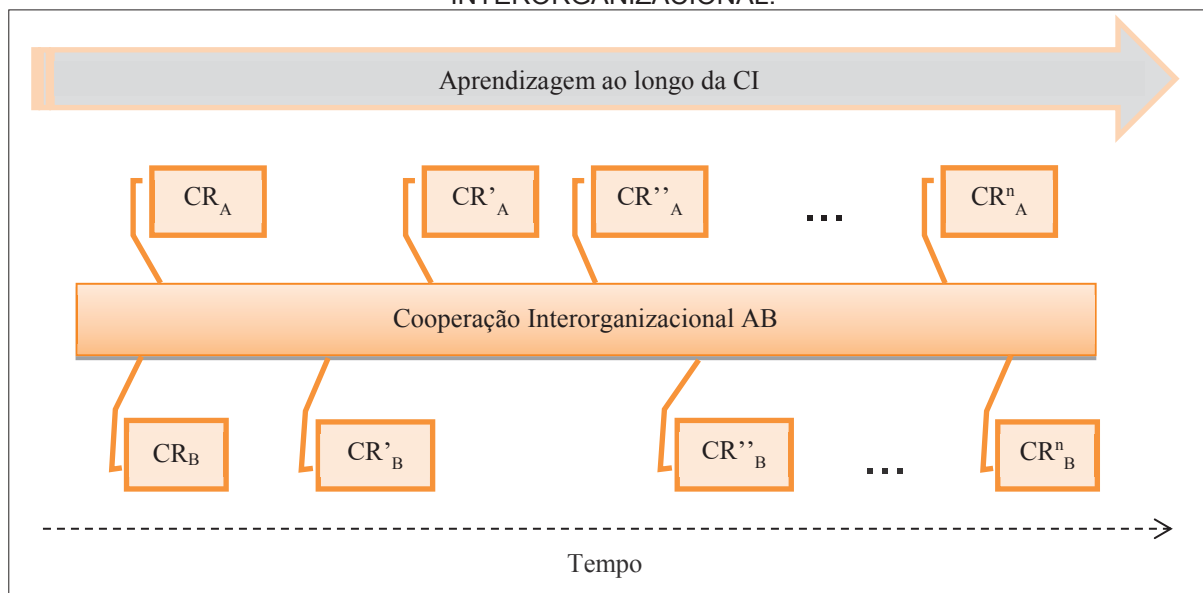 INTERORGANIZACIONAL.
Aprendizagem ao longo da CI
CR_A CR’_A CR’’_A ... CR^n_A
Cooperação Interorganizacional AB
CR_B CR’_B CR’’_B ... CR^n_B
Tempo